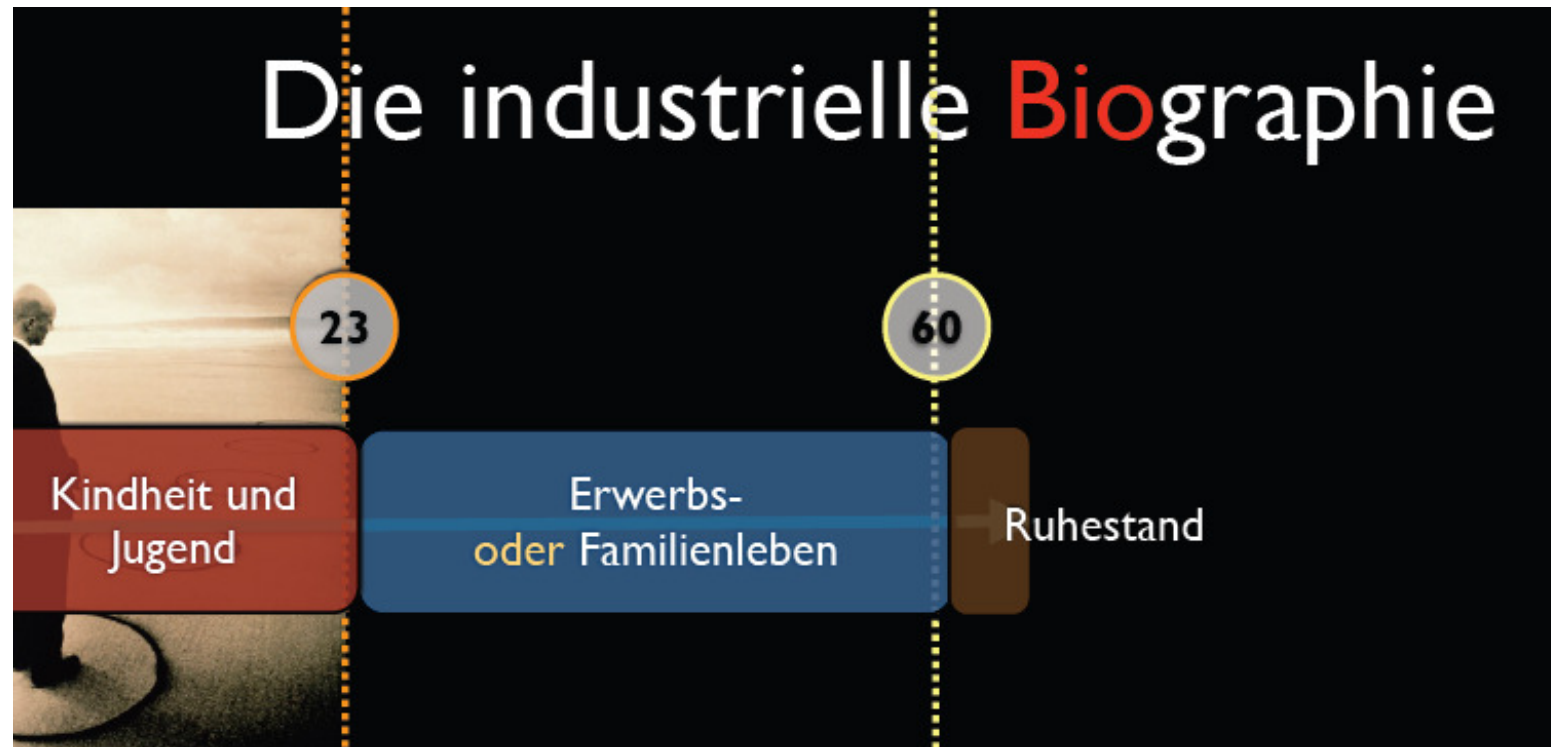 Die industrielle Biographie
23
60
Kindheit und
Jugend
Erwerbs-
oder Familienleben
Ruhestand